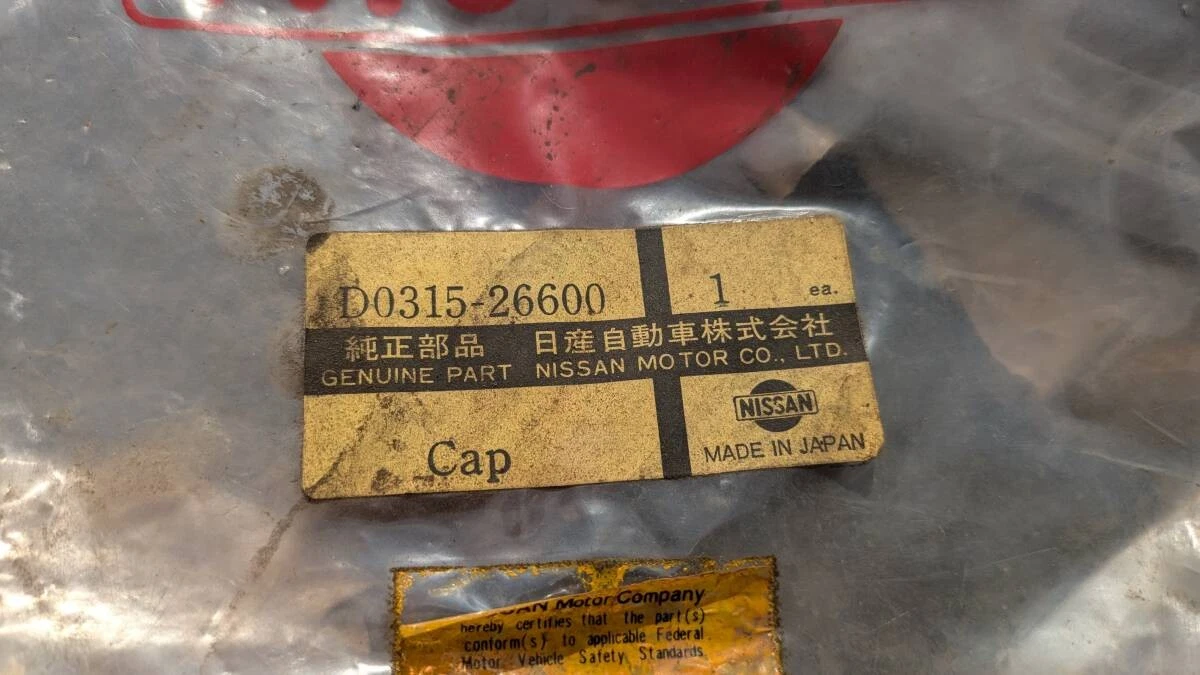 D0315-26600 1 ea.
純正部品 日産自動車株式会社
GENUINE PART NISSAN MOTOR CO., LTD.
Cap
NISSAN
MADE IN JAPAN
Motor Company
hereby certifies that the part(s)
conform(s) to applicable Federal
Motor Vehicle Safety Standards